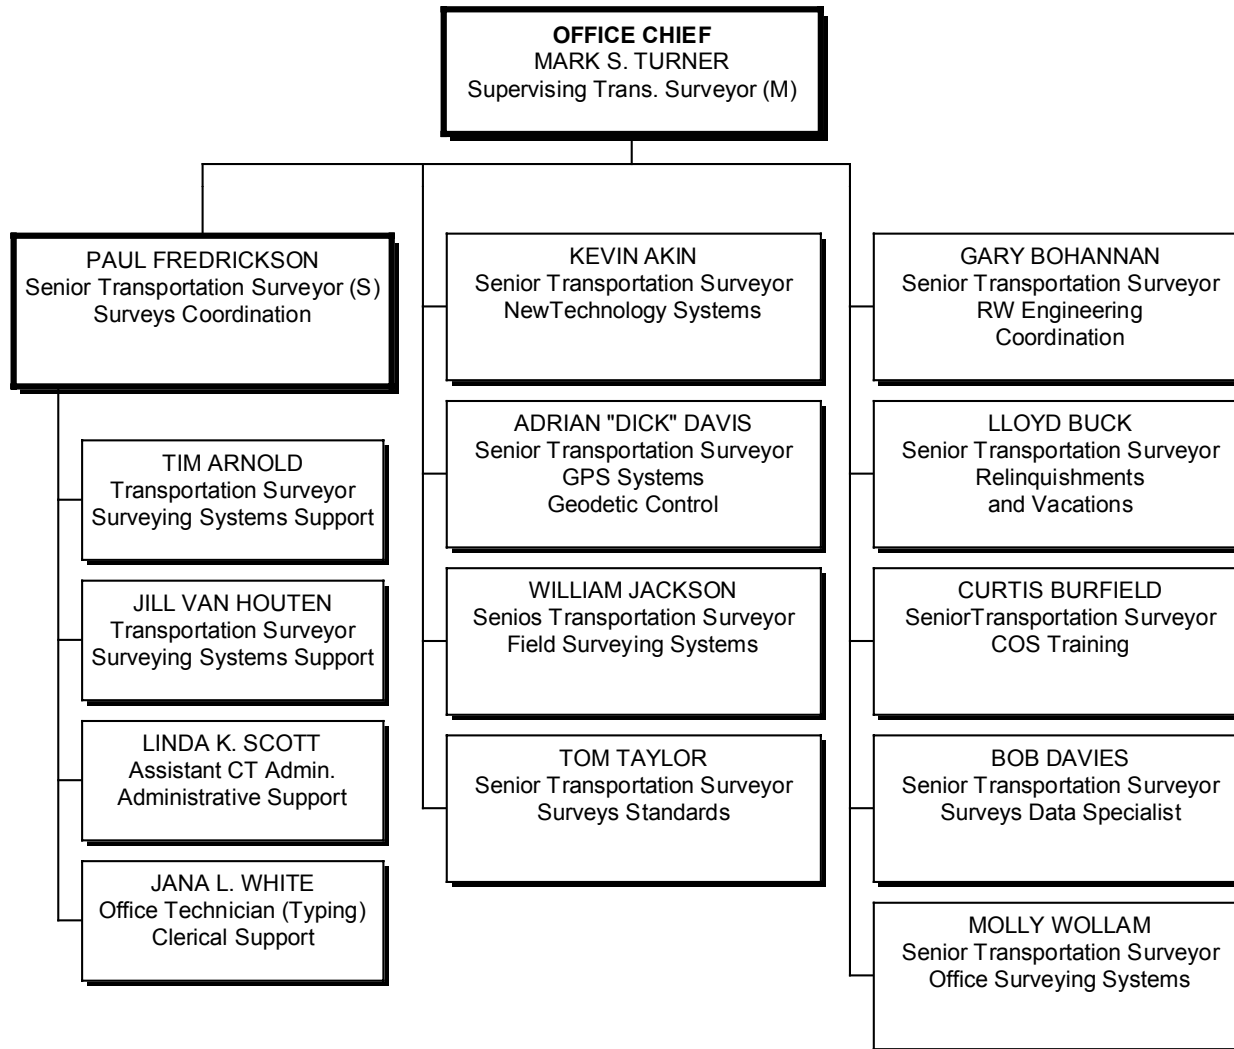 OFFICE CHIEF
MARK S. TURNER
Supervising Trans. Surveyor (M)
PAUL FREDRICKSON
Senior Transportation Surveyor (S)
Surveys Coordination
TIM ARNOLD
Transportation Surveyor
Surveying Systems Support
JILL VAN HOUTEN
Transportation Surveyor
Surveying Systems Support
LINDA K. SCOTT
Assistant CT Admin.
Administrative Support
JANA L. WHITE
Office Technician (Typing)
Clerical Support
KEVIN AKIN
Senior Transportation Surveyor
NewTechnology Systems
ADRIAN "DICK" DAVIS
Senior Transportation Surveyor
GPS Systems
Geodetic Control
WILLIAM JACKSON
Senios Transportation Surveyor
Field Surveying Systems
TOM TAYLOR
Senior Transportation Surveyor
Surveys Standards
GARY BOHANNAN
Senior Transportation Surveyor
RW Engineering
Coordination
LLOYD BUCK
Senior Transportation Surveyor
Relinquishments
and Vacations
CURTIS BURFIELD
SeniorTransportation Surveyor
COS Training
BOB DAVIES
Senior Transportation Surveyor
Surveys Data Specialist
MOLLY WOLLAM
Senior Transportation Surveyor
Office Surveying Systems